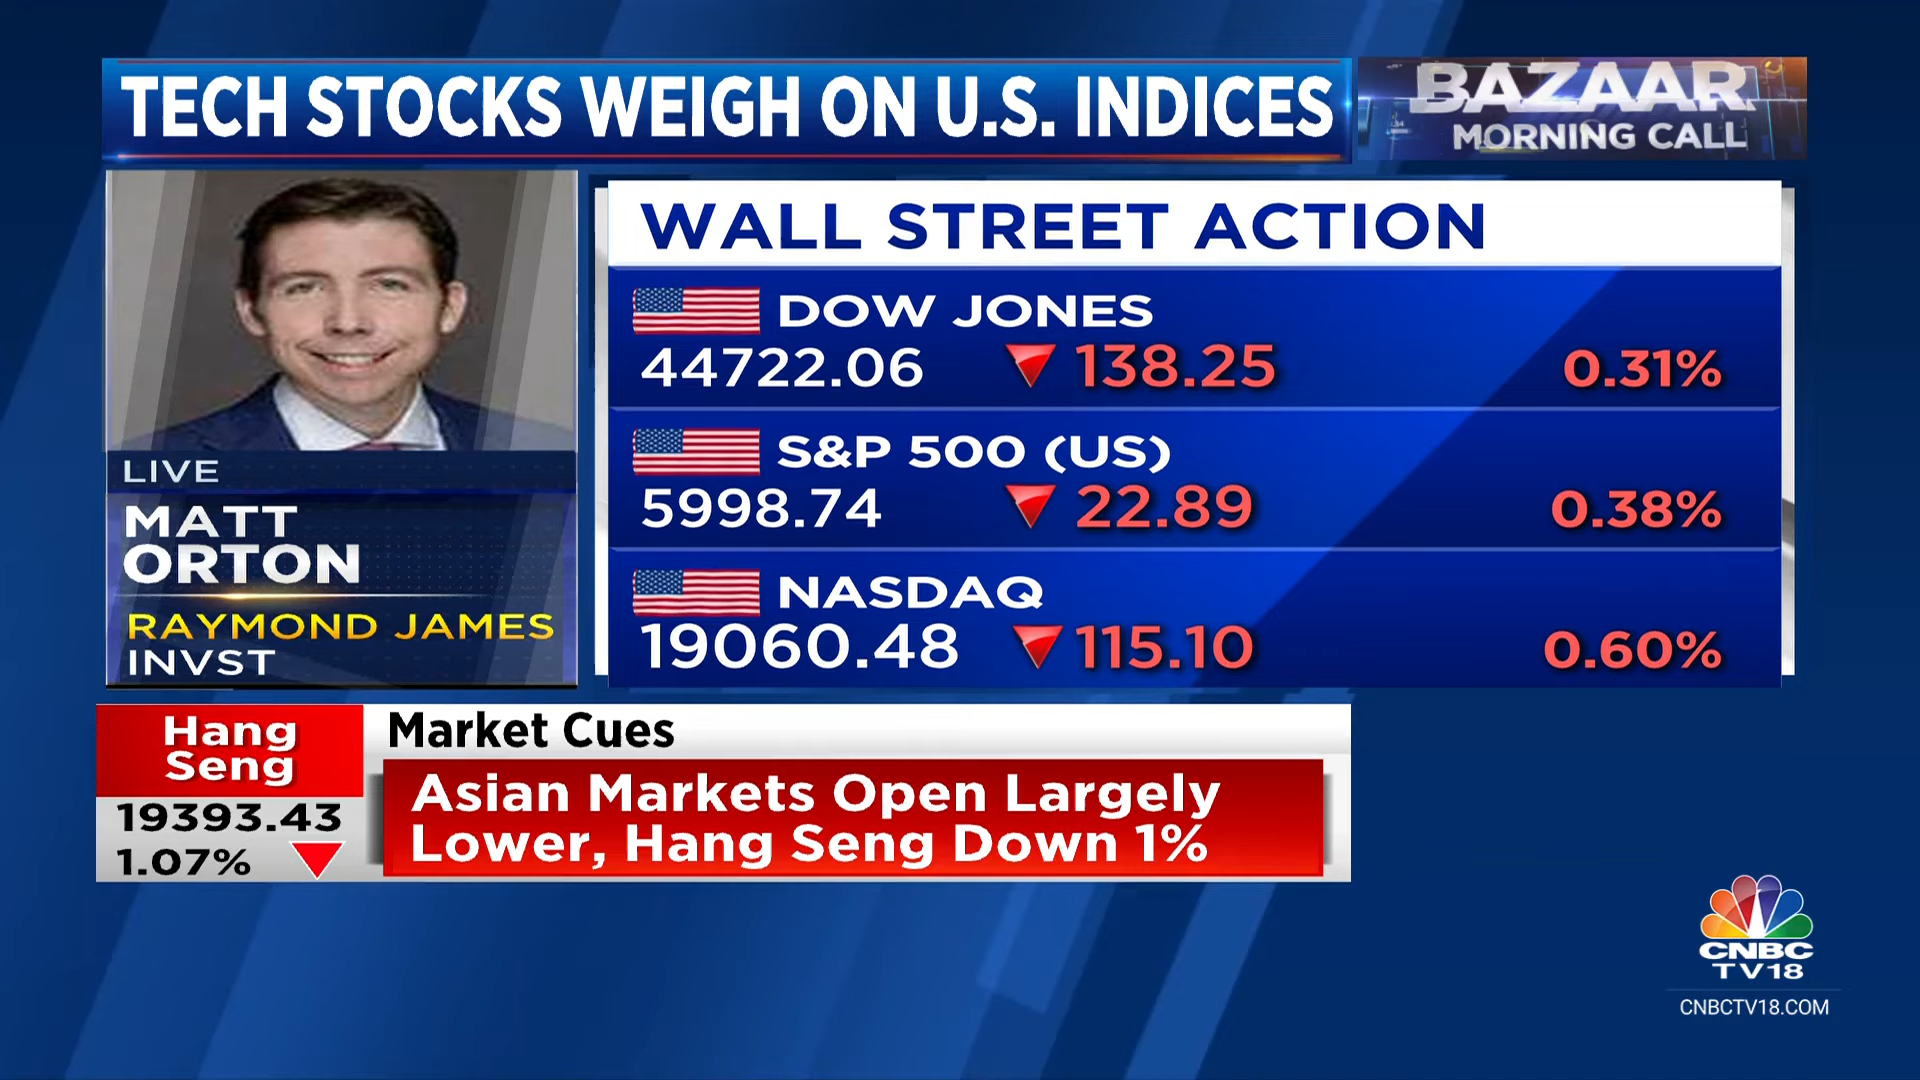 TECH STOCKS WEIGH ON U.S. INDICES
BAZAAR
MORNING CALL
LIVE
MATT
ORTON
RAYMOND JAMES
INVST
WALL STREET ACTION
DOW JONES
44722.06 ▼ 138.25 0.31%
S&P 500 (US)
5998.74 ▼ 22.89 0.38%
NASDAQ
19060.48 ▼ 115.10 0.60%
Hang
Seng
19393.43
1.07% ▼
Market Cues
Asian Markets Open Largely
Lower, Hang Seng Down 1%
CNBC
TV18
CNBCTV18.COM